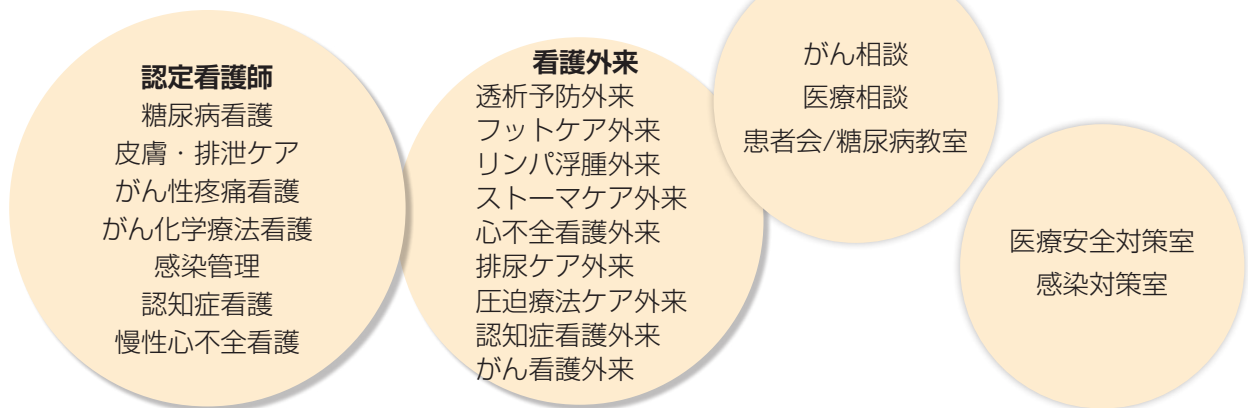 認定看護師
糖尿病看護
皮膚・排泄ケア
がん性疼痛看護
がん化学療法看護
感染管理
認知症看護
慢性心不全看護
看護外来
透析予防外来
フットケア外来
リンパ浮腫外来
ストーマケア外来
心不全看護外来
排尿ケア外来
圧迫療法ケア外来
認知症看護外来
がん看護外来
がん相談
医療相談
患者会/糖尿病教室
医療安全対策室
感染対策室